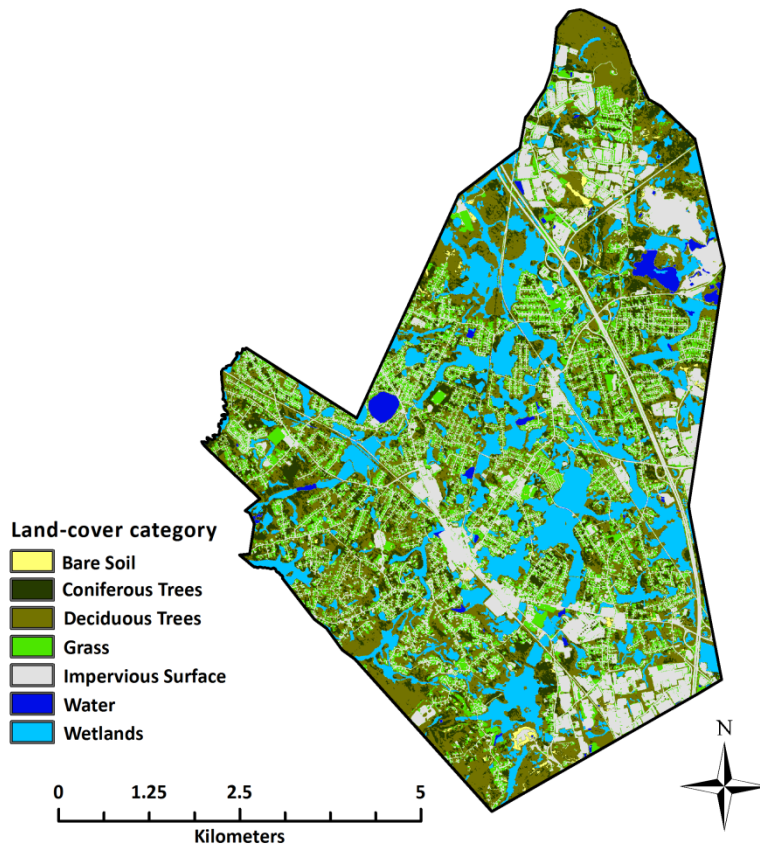 Land-cover category
Bare Soil
Coniferous Trees
Deciduous Trees
Grass
Impervious Surface
Water
Wetlands
N
0 1.25 2.5 5
Kilometers